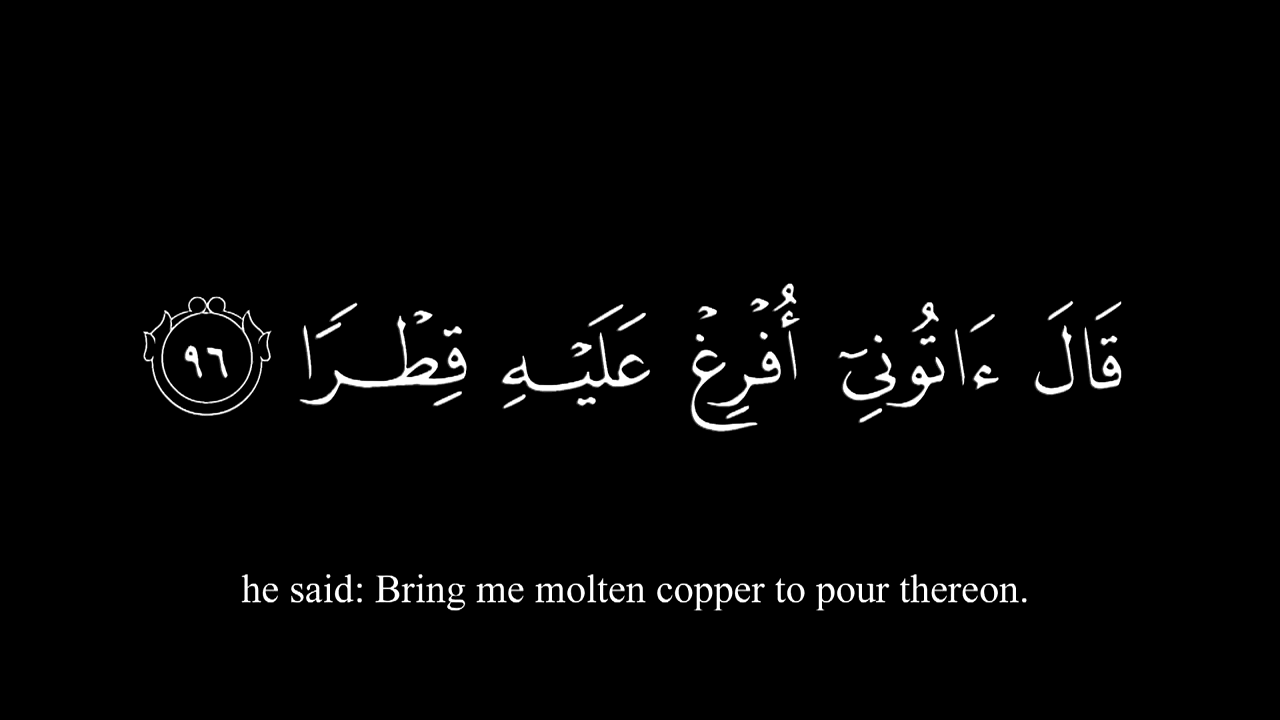 قَالَ ءَاتُونِىٓ أُفْرِغْ عَلَيْهِ قِطْرًا ٩٦
he said: Bring me molten copper to pour thereon.